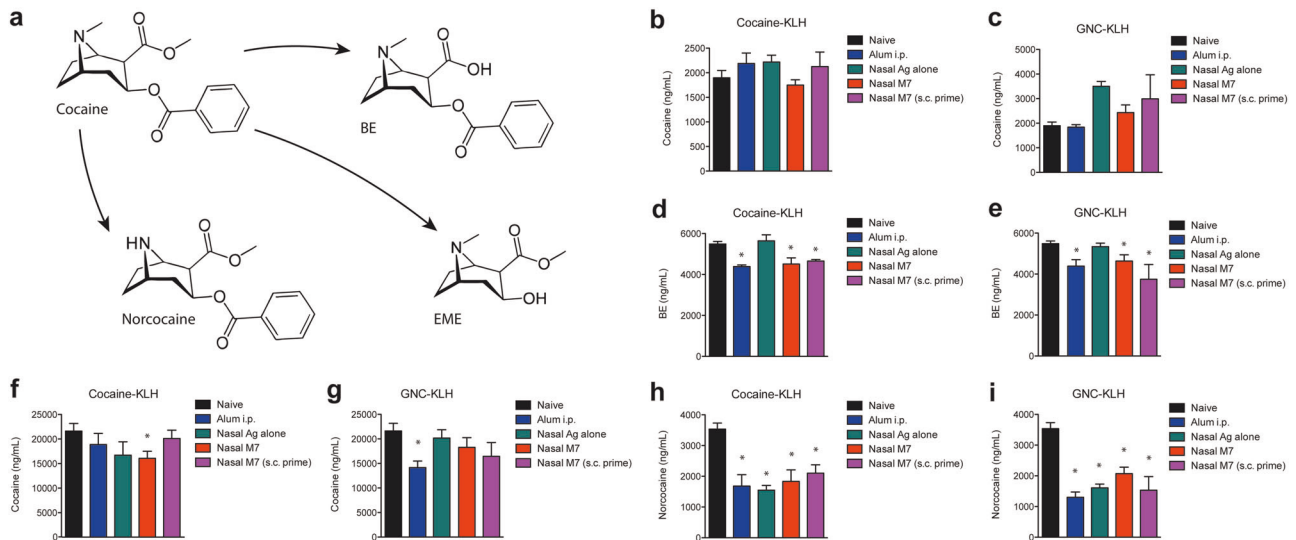 a
N
O
O
O
O
Cocaine
N
O
OH
O
O
BE
HN
O
O
O
O
Norcocaine
N
O
O
OH
EME
b
Cocaine-KLH
Cocaine (ng/mL)
2500
2000
1500
1000
500
0
Naive
Alum i.p.
Nasal Ag alone
Nasal M7
Nasal M7 (s.c. prime)
c
GNC-KLH
Cocaine (ng/mL)
5000
4000
3000
2000
1000
0
Naive
Alum i.p.
Nasal Ag alone
Nasal M7
Nasal M7 (s.c. prime)
d
Cocaine-KLH
BE (ng/mL)
6000
4000
2000
0
* * *
Naive
Alum i.p.
Nasal Ag alone
Nasal M7
Nasal M7 (s.c. prime)
e
GNC-KLH
BE (ng/mL)
6000
4000
2000
0
* * *
Naive
Alum i.p.
Nasal Ag alone
Nasal M7
Nasal M7 (s.c. prime)
f
Cocaine-KLH
Cocaine (ng/mL)
25000
20000
15000
10000
5000
0
*
Naive
Alum i.p.
Nasal Ag alone
Nasal M7
Nasal M7 (s.c. prime)
g
GNC-KLH
Cocaine (ng/mL)
25000
20000
15000
10000
5000
0
*
Naive
Alum i.p.
Nasal Ag alone
Nasal M7
Nasal M7 (s.c. prime)
h
Cocaine-KLH
Norcocaine (ng/mL)
4000
3000
2000
1000
0
* * * *
Naive
Alum i.p.
Nasal Ag alone
Nasal M7
Nasal M7 (s.c. prime)
i
GNC-KLH
Norcocaine (ng/mL)
4000
3000
2000
1000
0
* * * *
Naive
Alum i.p.
Nasal Ag alone
Nasal M7
Nasal M7 (s.c. prime)